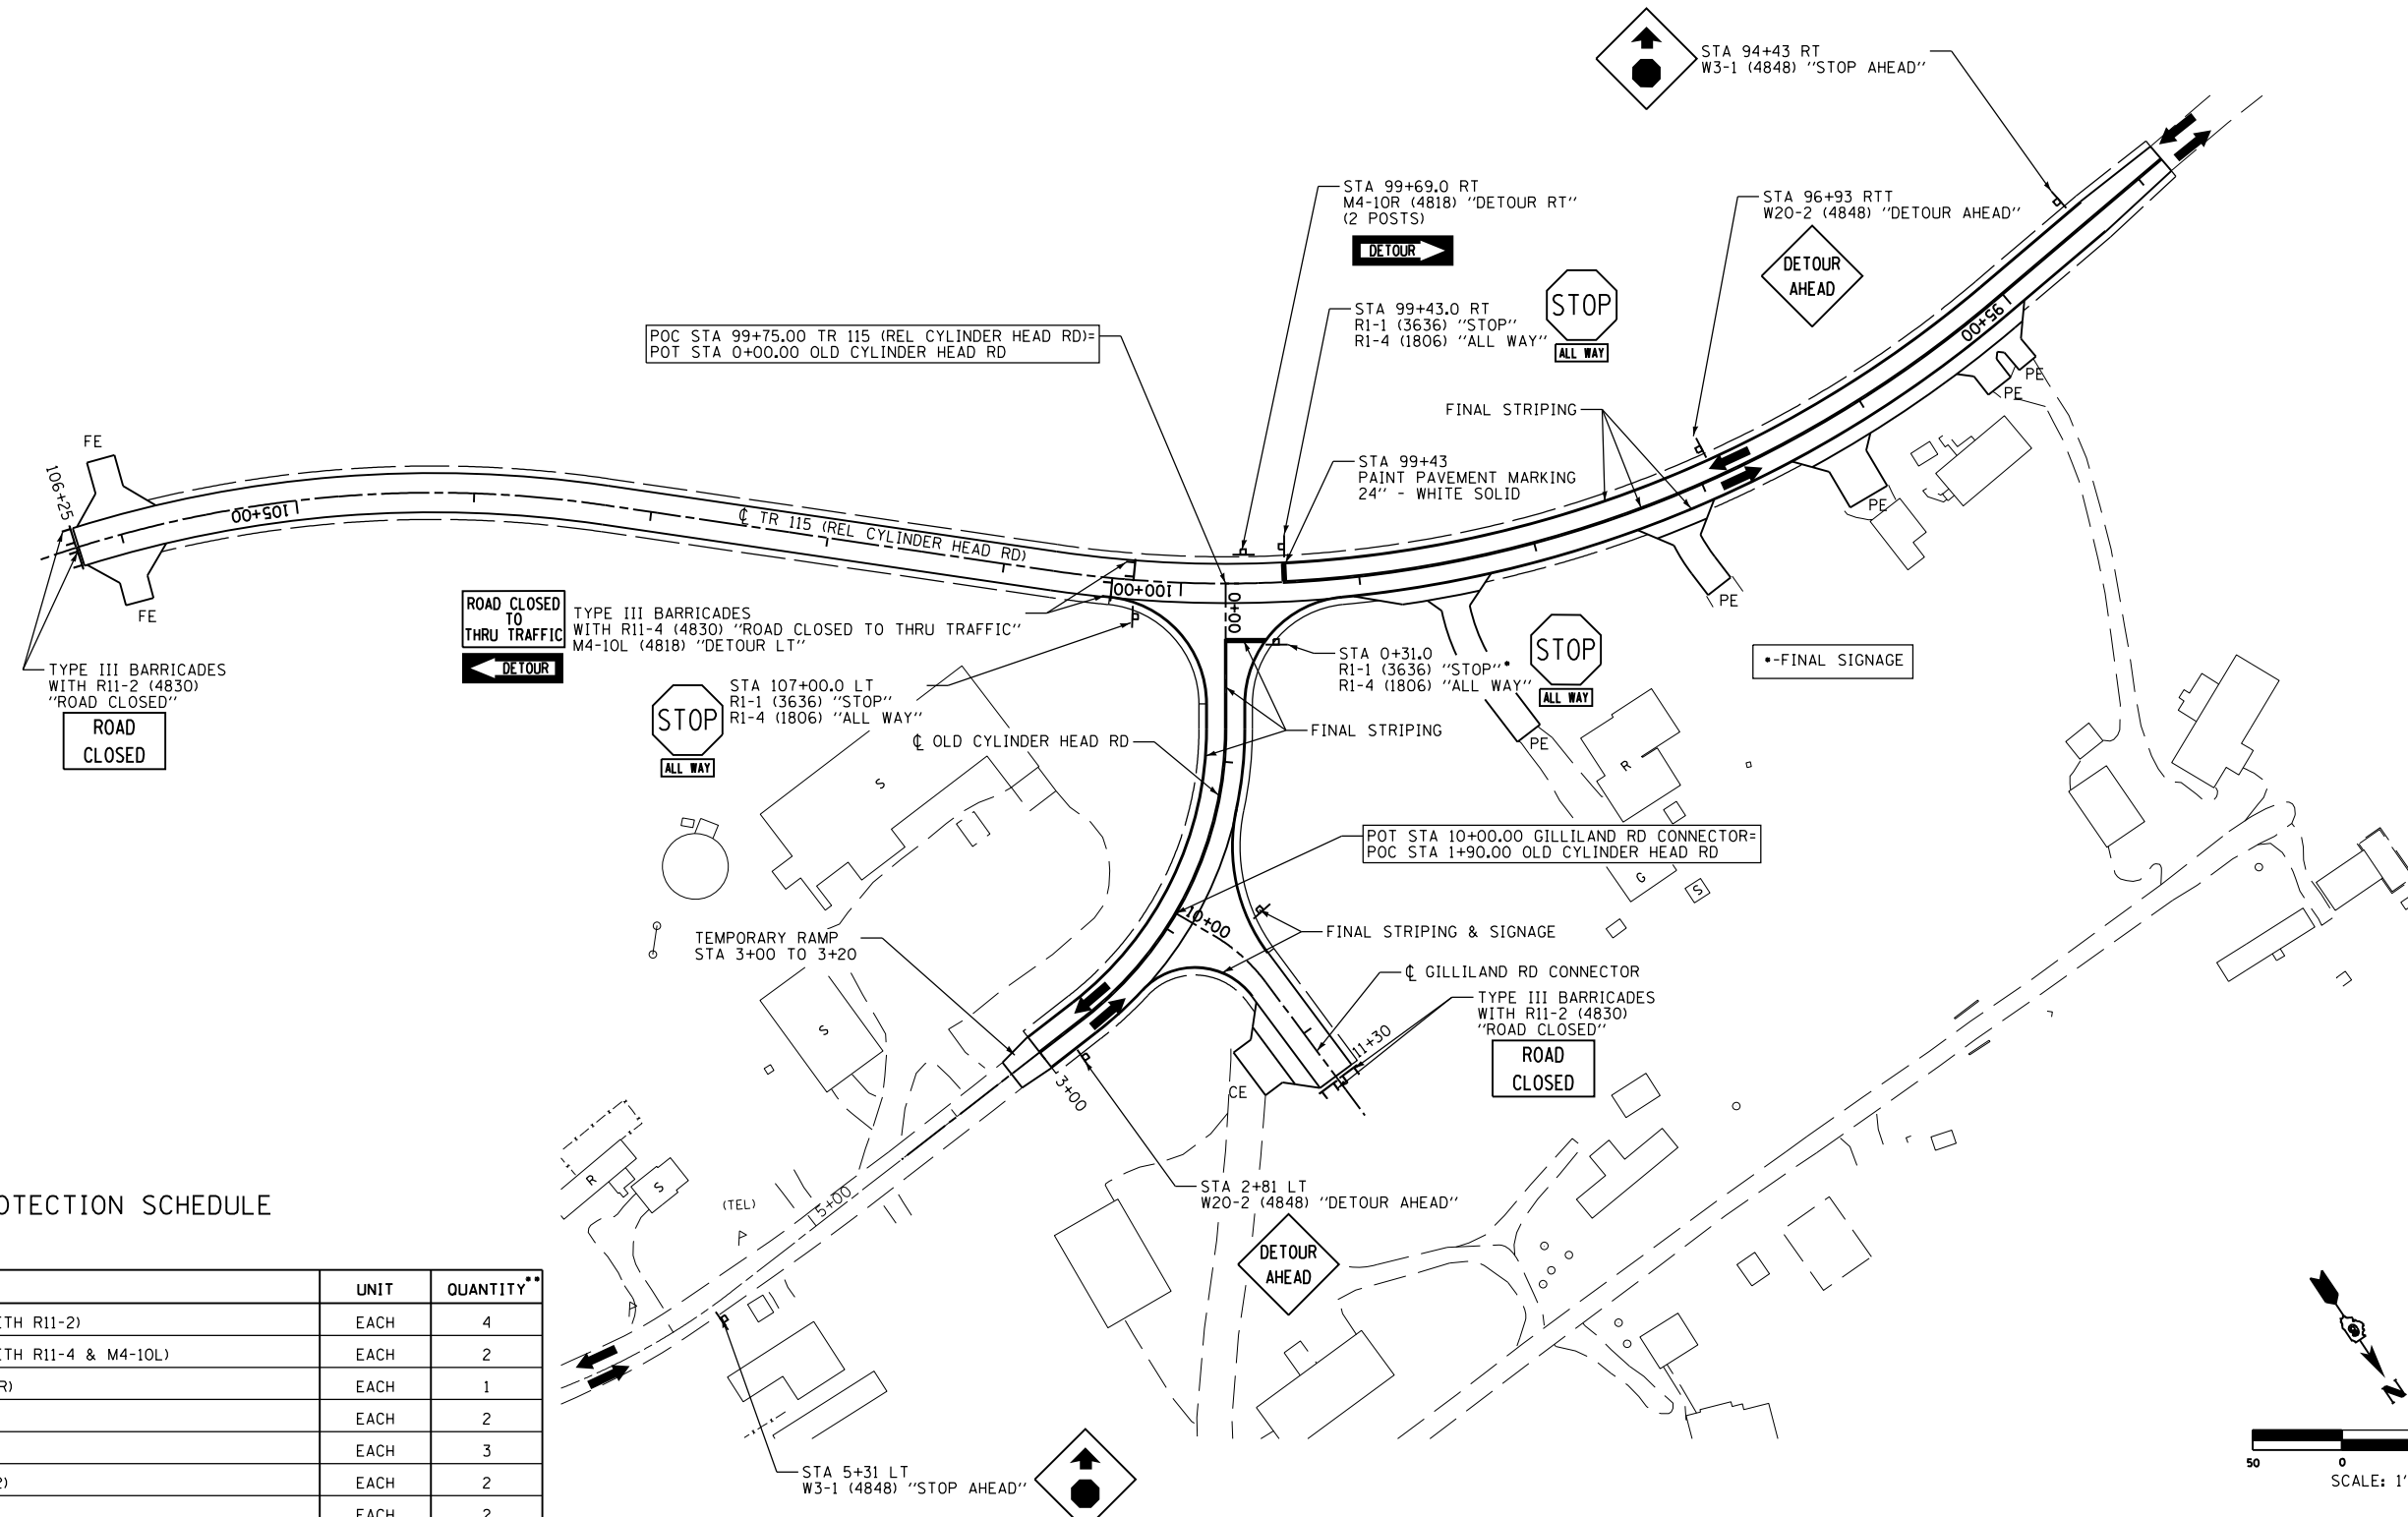 STA 94+43 RT
W3-1 (4848) "STOP AHEAD"
STA 99+69.0 RT
M4-10R (4818) "DETOUR RT"
(2 POSTS)
DETOUR
STA 96+93 RTT
W20-2 (4848) "DETOUR AHEAD"
DETOUR
AHEAD
STA 99+43.0 RT
R1-1 (3636) "STOP"
R1-4 (1806) "ALL WAY"
STOP
ALL WAY
POC STA 99+75.00 TR 115 (REL CYLINDER HEAD RD)=
POT STA 0+00.00 OLD CYLINDER HEAD RD
95+00
PE
PE
FINAL STRIPING
STA 99+43
PAINT PAVEMENT MARKING
24" - WHITE SOLID
FE
106+25
105+00
℄ TR 115 (REL CYLINDER HEAD RD)
PE
100+00
0+00
PE
FE
ROAD CLOSED
TO
THRU TRAFFIC
DETOUR
TYPE III BARRICADES
WITH R11-4 (4830) "ROAD CLOSED TO THRU TRAFFIC"
M4-10L (4818) "DETOUR LT"
STA 0+31.0
R1-1 (3636) "STOP"*
R1-4 (1806) "ALL WAY"
STOP
ALL WAY
*-FINAL SIGNAGE
TYPE III BARRICADES
WITH R11-2 (4830)
"ROAD CLOSED"
ROAD
CLOSED
STOP
ALL WAY
STA 107+00.0 LT
R1-1 (3636) "STOP"
R1-4 (1806) "ALL WAY"
FINAL STRIPING
℄ OLD CYLINDER HEAD RD
PE
R
S
POT STA 10+00.00 GILLILAND RD CONNECTOR=
POC STA 1+90.00 OLD CYLINDER HEAD RD
G
S
10+00
TEMPORARY RAMP
STA 3+00 TO 3+20
FINAL STRIPING & SIGNAGE
℄ GILLILAND RD CONNECTOR
TYPE III BARRICADES
WITH R11-2 (4830)
"ROAD CLOSED"
ROAD
CLOSED
S
11+30
3+00
CE
R
S
(TEL)
5+00
STA 2+81 LT
W20-2 (4848) "DETOUR AHEAD"
DETOUR
AHEAD
OTECTION SCHEDULE
UNIT QUANTITY**
TH R11-2) EACH 4
TH R11-4 & M4-10L) EACH 2
R) EACH 1
EACH 2
EACH 3
2) EACH 2
EACH 2
STA 5+31 LT
W3-1 (4848) "STOP AHEAD"
N
50 0
SCALE: 1"